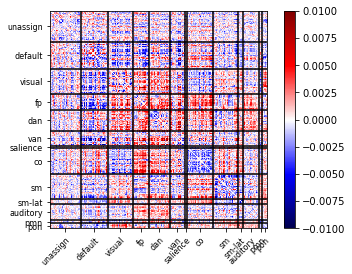 unassign
default
visual
fp
dan
van
salience
co
sm
sm-lat
auditory
pmn
pon
unassign
default
visual
fp
dan
van
salience
co
sm
sm-lat
auditory
0.0100
0.0075
0.0050
0.0025
0.0000
−0.0025
−0.0050
−0.0075
−0.0100